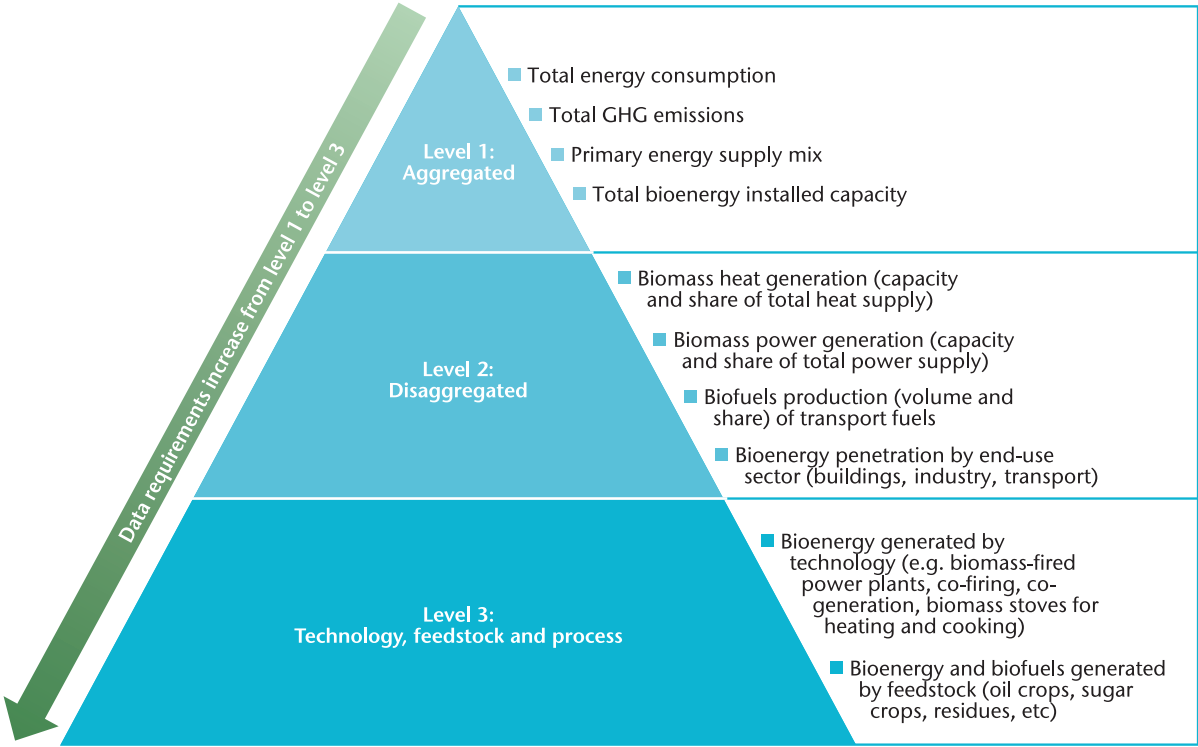 Data requirements increase from level 1 to level 3
Level 1:
Aggregated
Total energy consumption
Total GHG emissions
Primary energy supply mix
Total bioenergy installed capacity
Level 2:
Disaggregated
Biomass heat generation (capacity
and share of total heat supply)
Biomass power generation (capacity
and share of total power supply)
Biofuels production (volume and
share) of transport fuels
Bioenergy penetration by end-use
sector (buildings, industry, transport)
Level 3:
Technology, feedstock and process
Bioenergy generated by
technology (e.g. biomass-fired
power plants, co-firing, co-
generation, biomass stoves for
heating and cooking)
Bioenergy and biofuels generated
by feedstock (oil crops, sugar
crops, residues, etc)